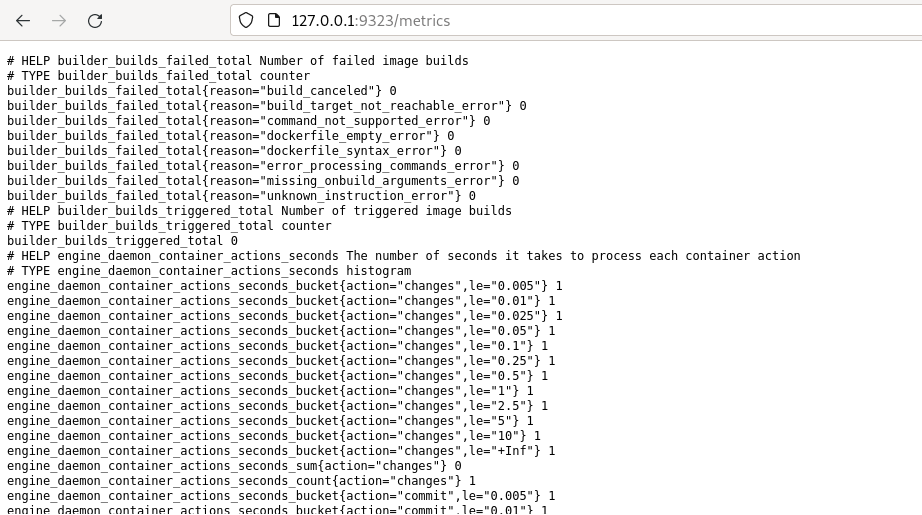 127.0.0.1:9323/metrics
# HELP builder_builds_failed_total Number of failed image builds
# TYPE builder_builds_failed_total counter
builder_builds_failed_total{reason="build_canceled"} 0
builder_builds_failed_total{reason="build_target_not_reachable_error"} 0
builder_builds_failed_total{reason="command_not_supported_error"} 0
builder_builds_failed_total{reason="dockerfile_empty_error"} 0
builder_builds_failed_total{reason="dockerfile_syntax_error"} 0
builder_builds_failed_total{reason="error_processing_commands_error"} 0
builder_builds_failed_total{reason="missing_onbuild_arguments_error"} 0
builder_builds_failed_total{reason="unknown_instruction_error"} 0
# HELP builder_builds_triggered_total Number of triggered image builds
# TYPE builder_builds_triggered_total counter
builder_builds_triggered_total 0
# HELP engine_daemon_container_actions_seconds The number of seconds it takes to process each container action
# TYPE engine_daemon_container_actions_seconds histogram
engine_daemon_container_actions_seconds_bucket{action="changes",le="0.005"} 1
engine_daemon_container_actions_seconds_bucket{action="changes",le="0.01"} 1
engine_daemon_container_actions_seconds_bucket{action="changes",le="0.025"} 1
engine_daemon_container_actions_seconds_bucket{action="changes",le="0.05"} 1
engine_daemon_container_actions_seconds_bucket{action="changes",le="0.1"} 1
engine_daemon_container_actions_seconds_bucket{action="changes",le="0.25"} 1
engine_daemon_container_actions_seconds_bucket{action="changes",le="0.5"} 1
engine_daemon_container_actions_seconds_bucket{action="changes",le="1"} 1
engine_daemon_container_actions_seconds_bucket{action="changes",le="2.5"} 1
engine_daemon_container_actions_seconds_bucket{action="changes",le="5"} 1
engine_daemon_container_actions_seconds_bucket{action="changes",le="10"} 1
engine_daemon_container_actions_seconds_bucket{action="changes",le="+Inf"} 1
engine_daemon_container_actions_seconds_sum{action="changes"} 0
engine_daemon_container_actions_seconds_count{action="changes"} 1
engine_daemon_container_actions_seconds_bucket{action="commit",le="0.005"} 1
engine_daemon_container_actions_seconds_bucket{action="commit",le="0.01"} 1